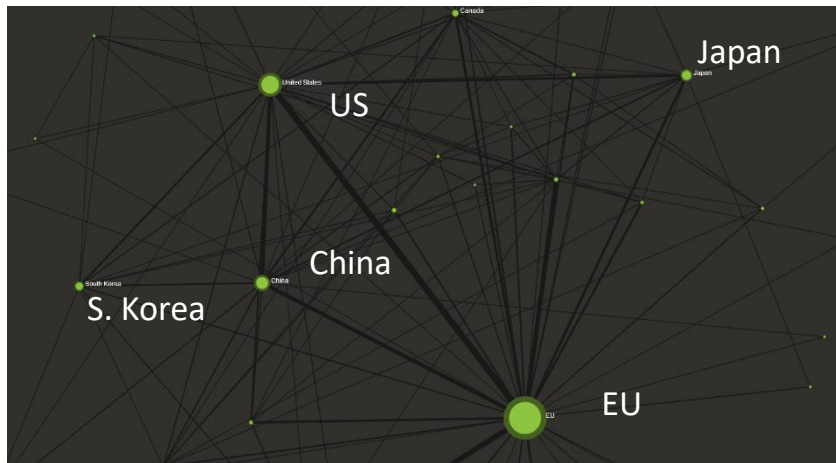 Canada
Japan
Japan
United States
US
China
China
South Korea
S. Korea
EU
EU